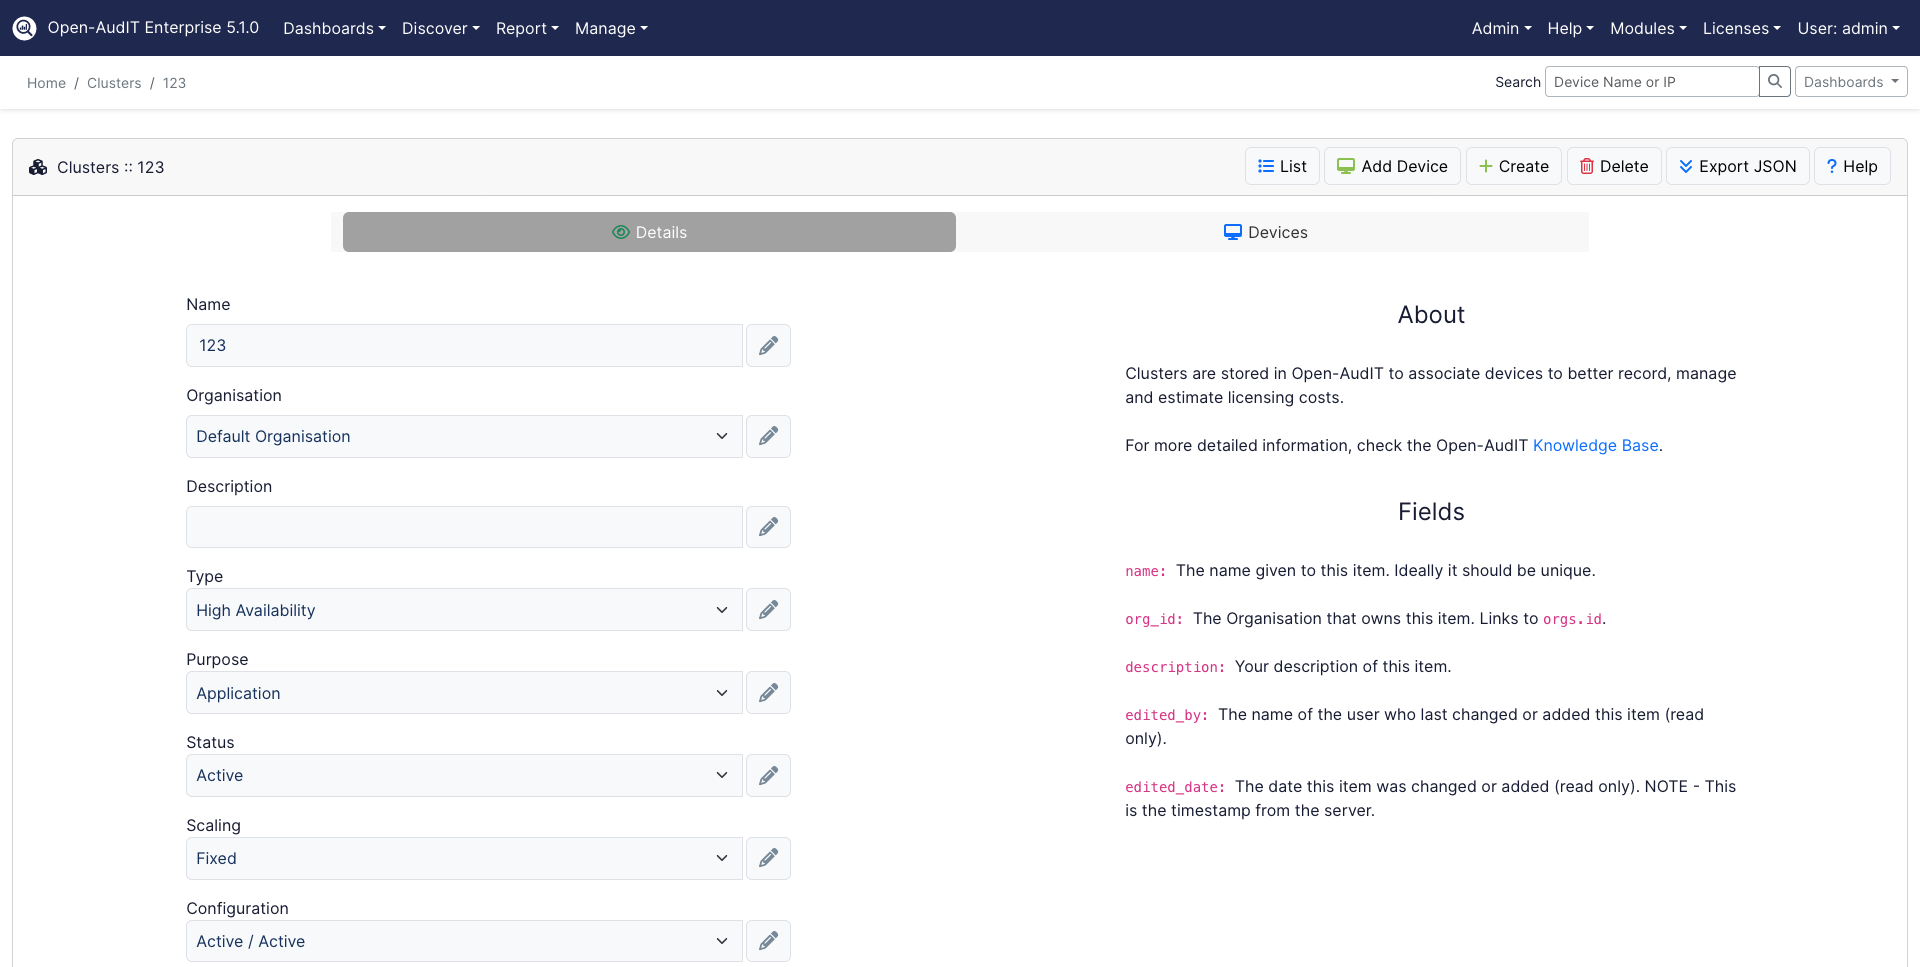 Open-AudIT Enterprise 5.1.0 Dashboards Discover Report Manage Admin Help Modules Licenses User: admin
Home / Clusters / 123 Search Device Name or IP Dashboards
Clusters :: 123 List Add Device Create Delete Export JSON ? Help
Details Devices
Name
123
Organisation
Default Organisation
Description
Type
High Availability
Purpose
Application
Status
Active
Scaling
Fixed
Configuration
Active / Active
About
Clusters are stored in Open-AudIT to associate devices to better record, manage
and estimate licensing costs.
For more detailed information, check the Open-AudIT Knowledge Base.
Fields
name: The name given to this item. Ideally it should be unique.
org_id: The Organisation that owns this item. Links to orgs.id.
description: Your description of this item.
edited_by: The name of the user who last changed or added this item (read
only).
edited_date: The date this item was changed or added (read only). NOTE - This
is the timestamp from the server.